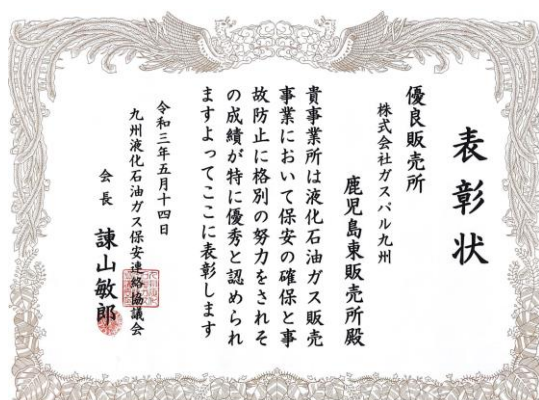 表彰状
優良販売所
株式会社ガスパル九州
鹿児島東販売所殿
貴事業所は液化石油ガス販売
事業において保安の確保と事
故防止に格別の努力をされそ
の成績が特に優秀と認められ
ますよってここに表彰します
令和三年五月十四日
九州液化石油ガス保安連絡協議会
会長 諌山敏郎